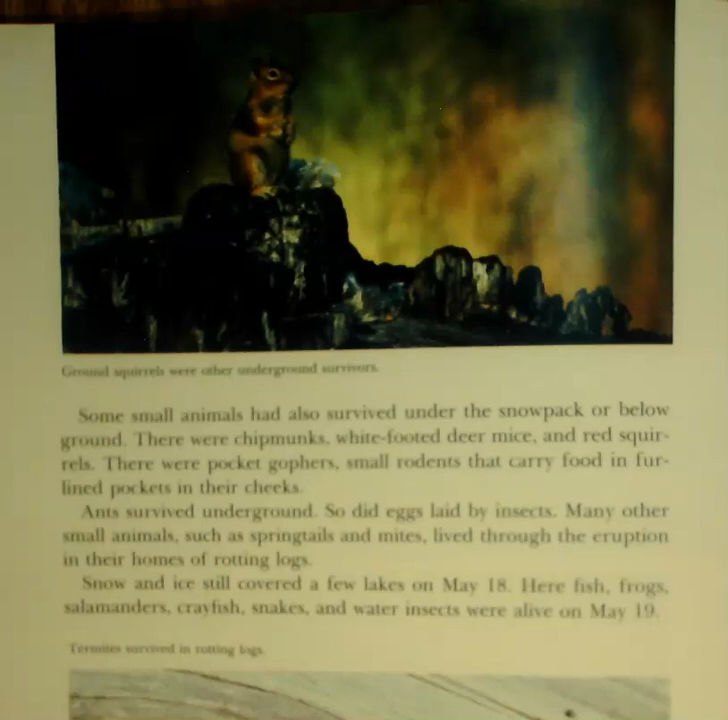 Ground squirrels were other underground survivors.
Some small animals had also survived under the snowpack or below
ground. There were chipmunks, white-footed deer mice, and red squir-
rels. There were pocket gophers, small rodents that carry food in fur-
lined pockets in their cheeks.
Ants survived underground. So did eggs laid by insects. Many other
small animals, such as springtails and mites, lived through the eruption
in their homes of rotting logs.
Snow and ice still covered a few lakes on May 18. Here fish, frogs,
salamanders, crayfish, snakes, and water insects were alive on May 19.
Termites survived in rotting logs.